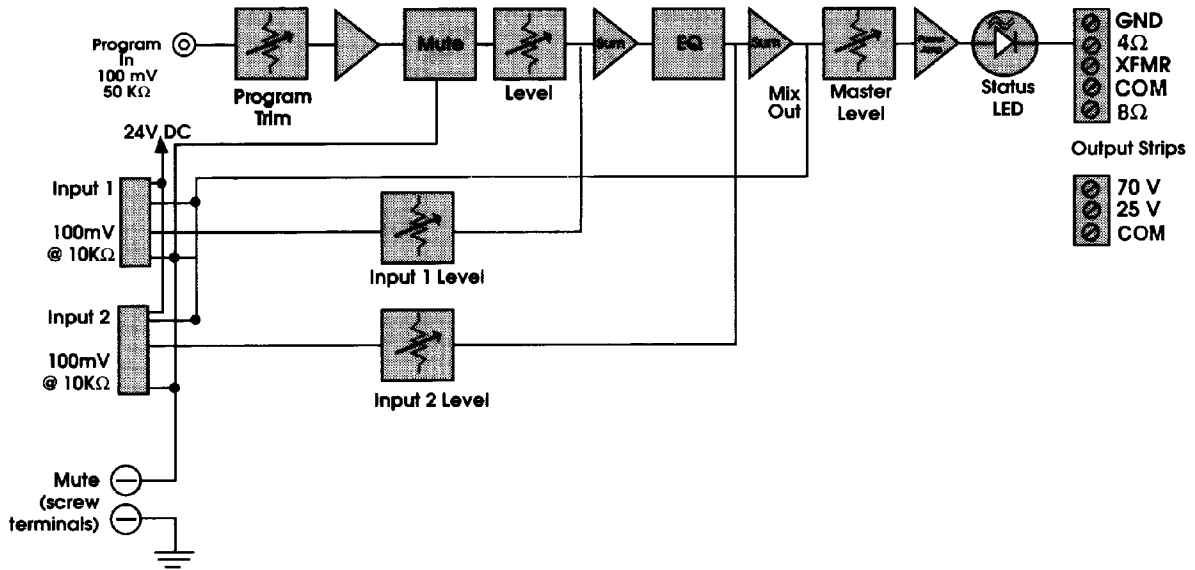 Program
In
100 mV
50 KΩ
Program
Trim
Mute
Level
Sum
EQ
Sum
Mix
Out
Master
Level
Power
Amp
Status
LED
GND
4Ω
XFMR
COM
8Ω
Output Strips
70 V
25 V
COM
24V DC
Input 1
100mV
@ 10KΩ
Input 1 Level
Input 2
100mV
@ 10KΩ
Input 2 Level
Mute
(screw
terminals)